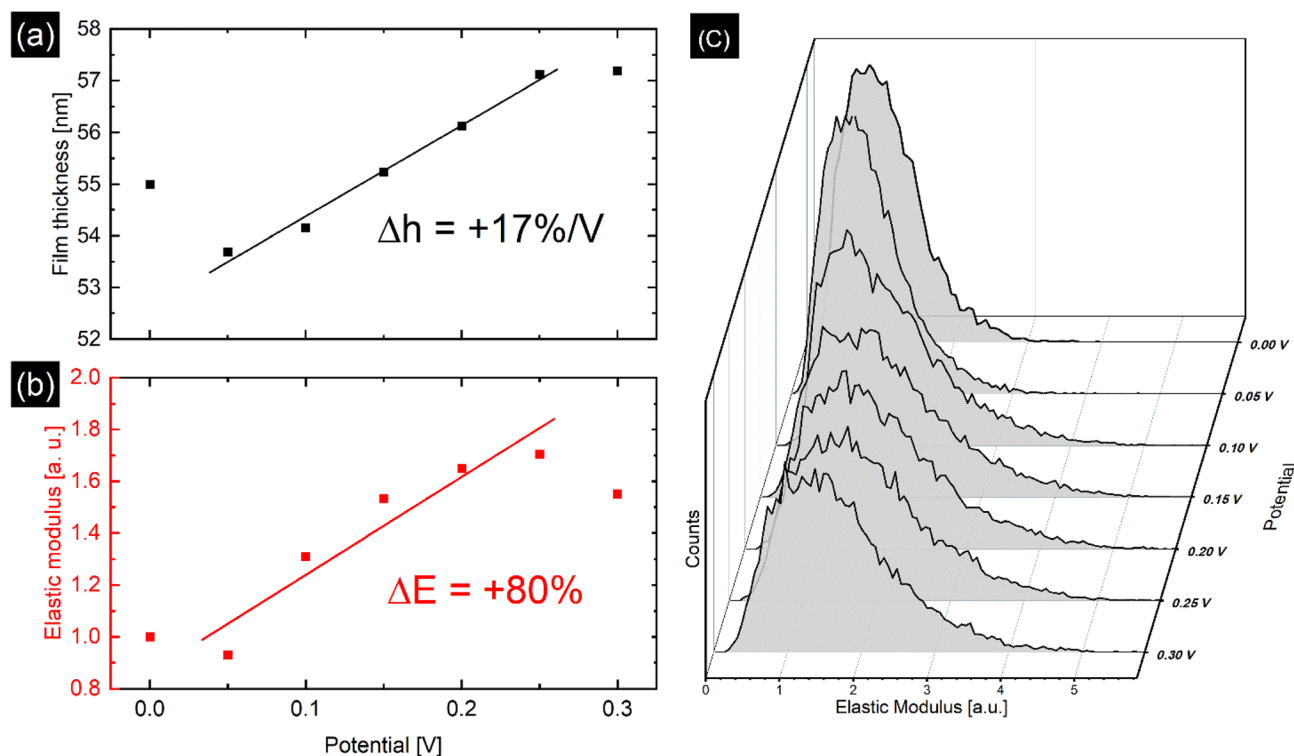 (a)
58
57
56
55
54
53
52
Film thickness [nm]
Δh = +17%/V
(b)
2.0
1.8
1.6
1.4
1.2
1.0
0.8
Elastic modulus [a. u.]
ΔE = +80%
0.0 0.1 0.2 0.3
Potential [V]
(C)
Counts
0.00 V
0.05 V
0.10 V
0.15 V
0.20 V
0.25 V
0.30 V
Potential
0 1 2 3 4 5
Elastic Modulus [a.u.]